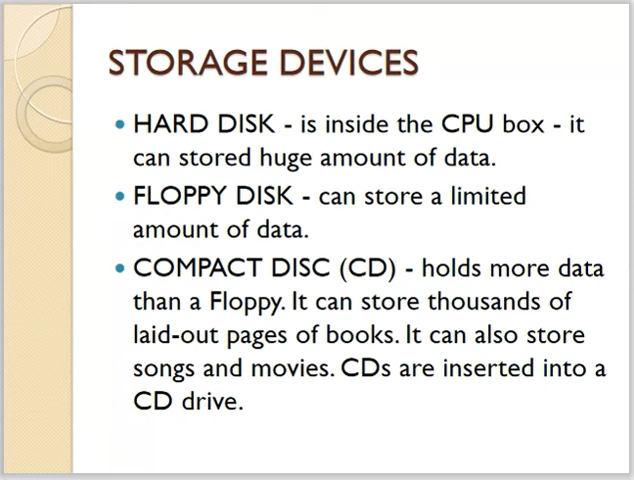 STORAGE DEVICES
• HARD DISK - is inside the CPU box - it
can stored huge amount of data.
• FLOPPY DISK - can store a limited
amount of data.
• COMPACT DISC (CD) - holds more data
than a Floppy. It can store thousands of
laid-out pages of books. It can also store
songs and movies. CDs are inserted into a
CD drive.